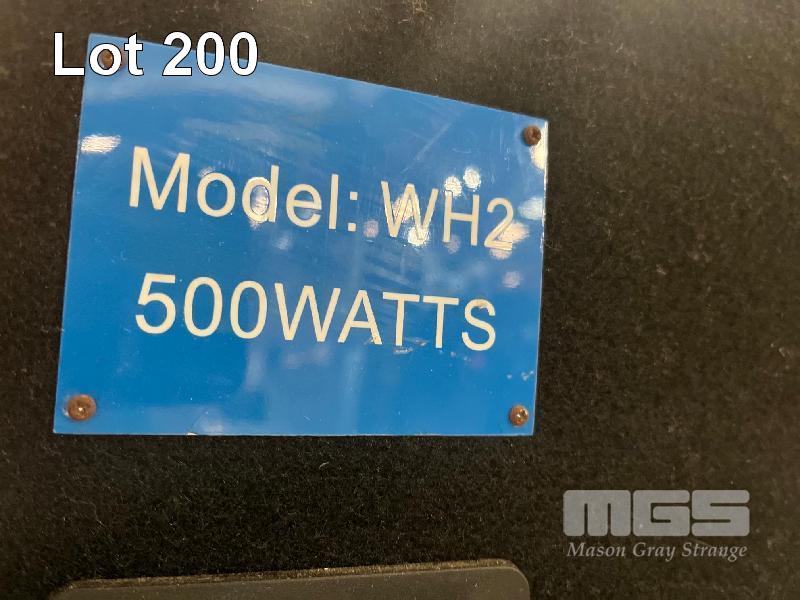 Lot 200
Model: WH2
500WATTS
MGS
Mason Gray Strange